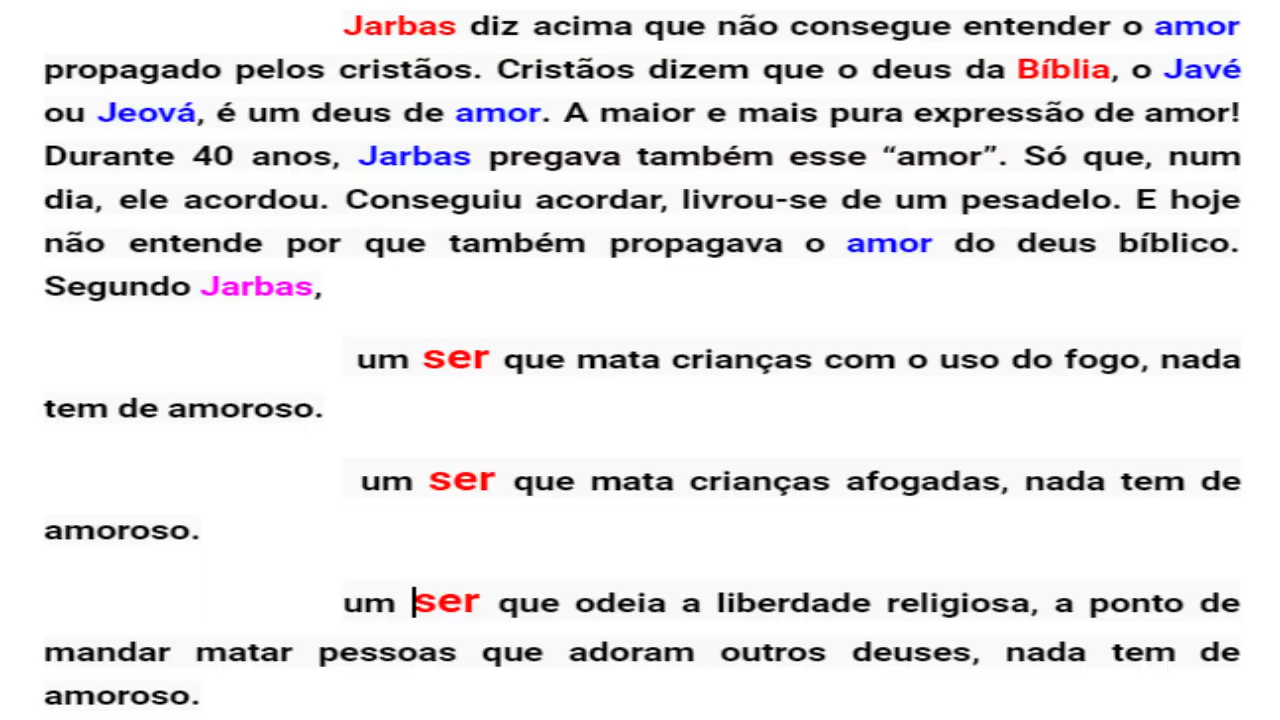 Jarbas diz acima que não consegue entender o amor
propagado pelos cristãos. Cristãos dizem que o deus da Bíblia, o Javé
ou Jeová, é um deus de amor. A maior e mais pura expressão de amor!
Durante 40 anos, Jarbas pregava também esse “amor”. Só que, num
dia, ele acordou. Conseguiu acordar, livrou-se de um pesadelo. E hoje
não entende por que também propagava o amor do deus bíblico.
Segundo Jarbas,
um ser que mata crianças com o uso do fogo, nada
tem de amoroso.
um ser que mata crianças afogadas, nada tem de
amoroso.
um ser que odeia a liberdade religiosa, a ponto de
mandar matar pessoas que adoram outros deuses, nada tem de
amoroso.